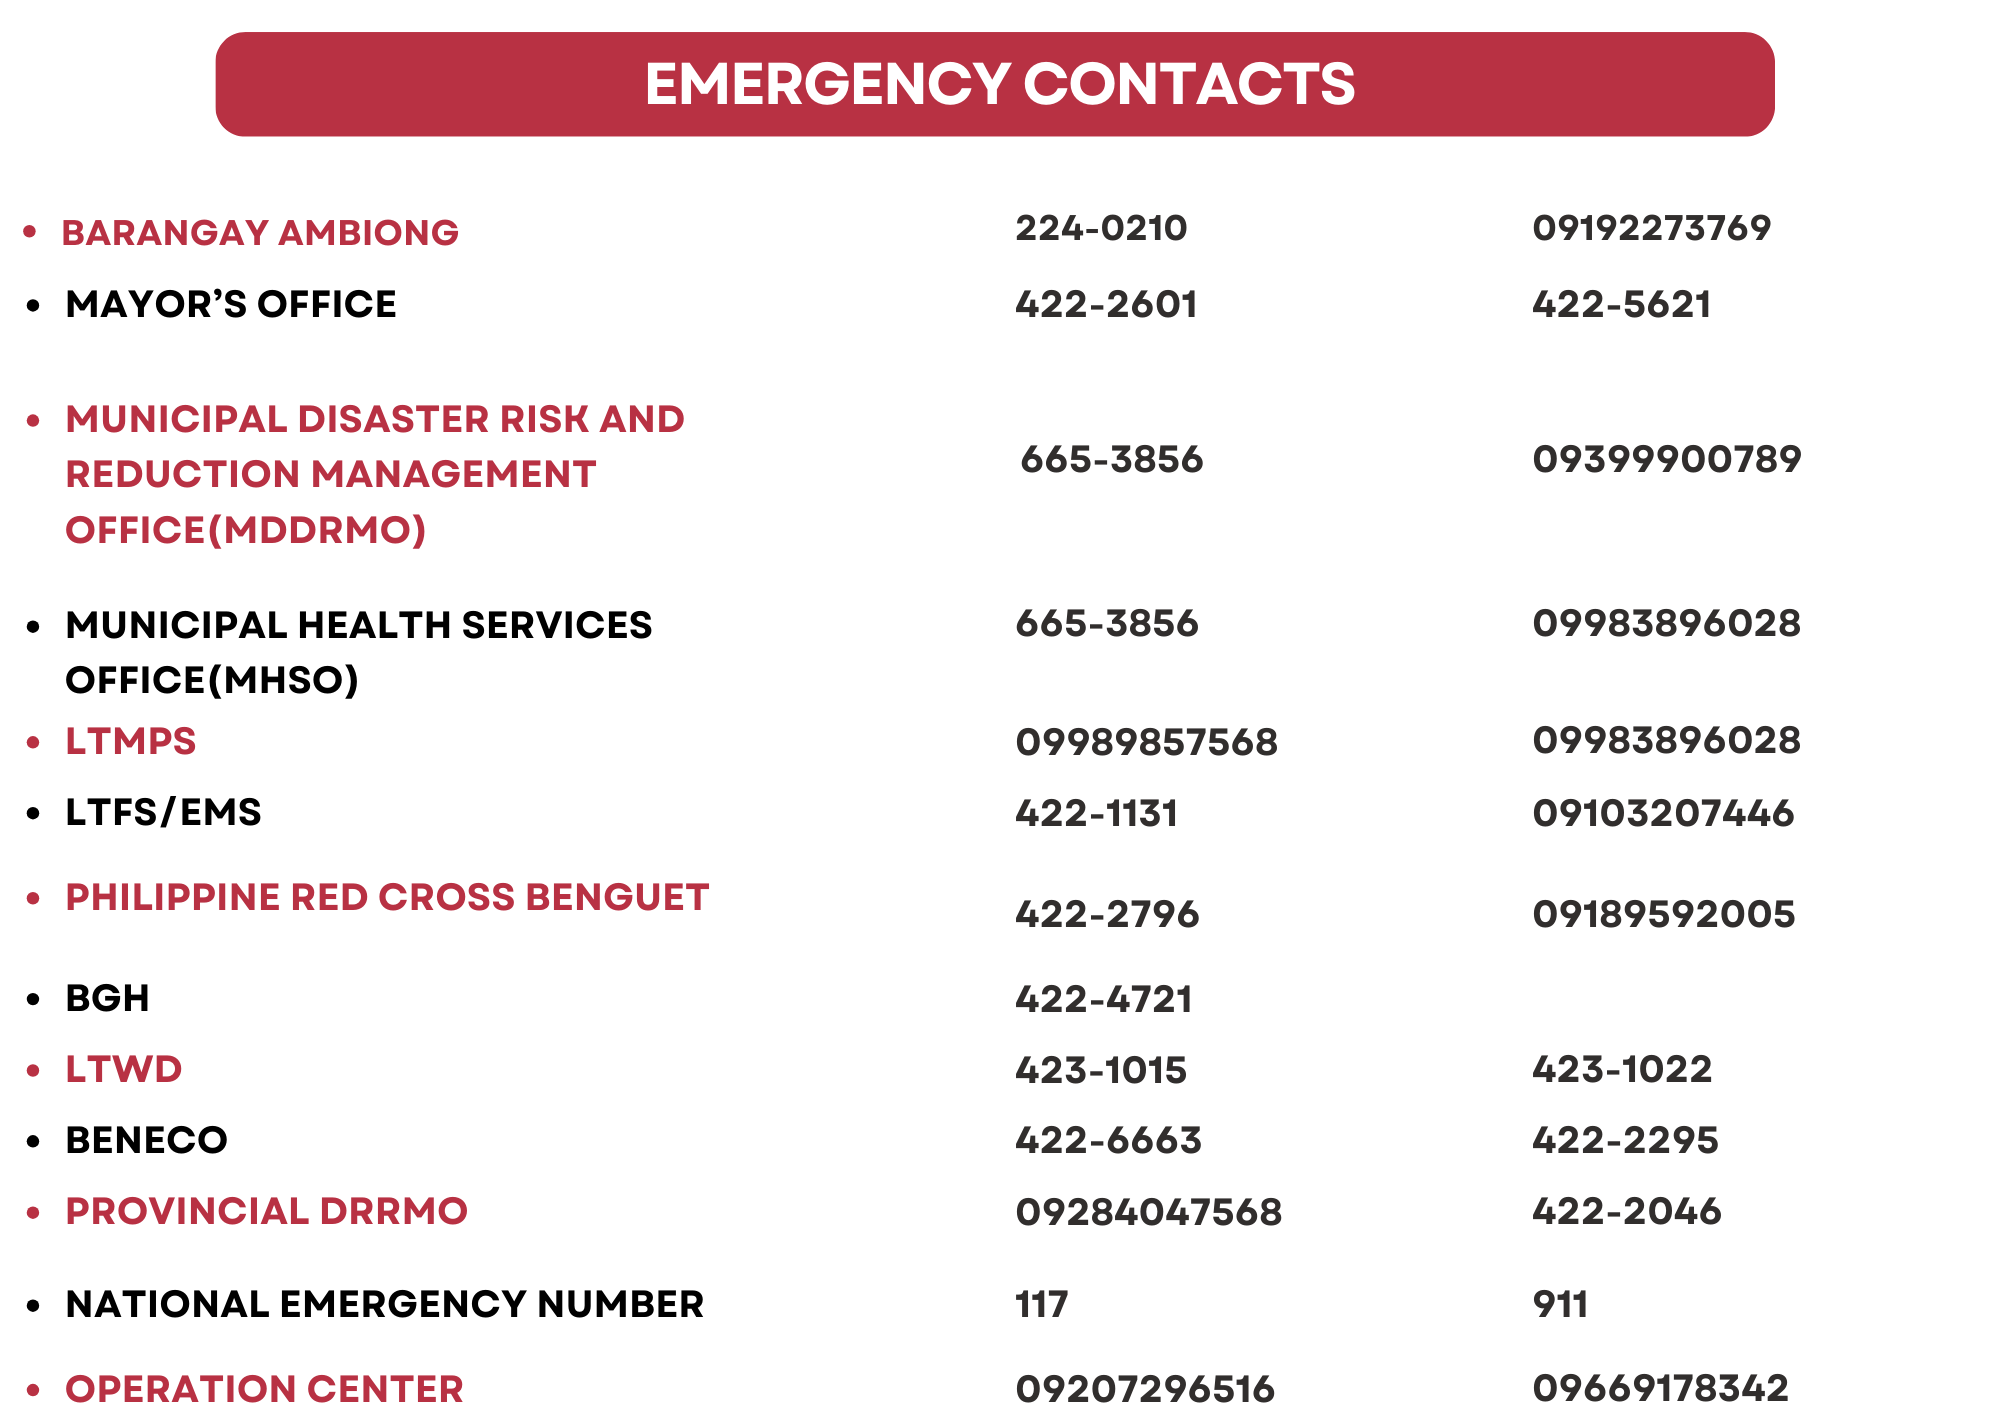 EMERGENCY CONTACTS
• BARANGAY AMBIONG 224-0210 09192273769
• MAYOR’S OFFICE 422-2601 422-5621
• MUNICIPAL DISASTER RISK AND
REDUCTION MANAGEMENT 665-3856 09399900789
OFFICE(MDDRMO)
• MUNICIPAL HEALTH SERVICES 665-3856 09983896028
OFFICE(MHSO)
• LTMPS 09989857568 09983896028
• LTFS/EMS 422-1131 09103207446
• PHILIPPINE RED CROSS BENGUET 422-2796 09189592005
• BGH 422-4721
• LTWD 423-1015 423-1022
• BENECO 422-6663 422-2295
• PROVINCIAL DRRMO 09284047568 422-2046
• NATIONAL EMERGENCY NUMBER 117 911
• OPERATION CENTER 09207296516 09669178342